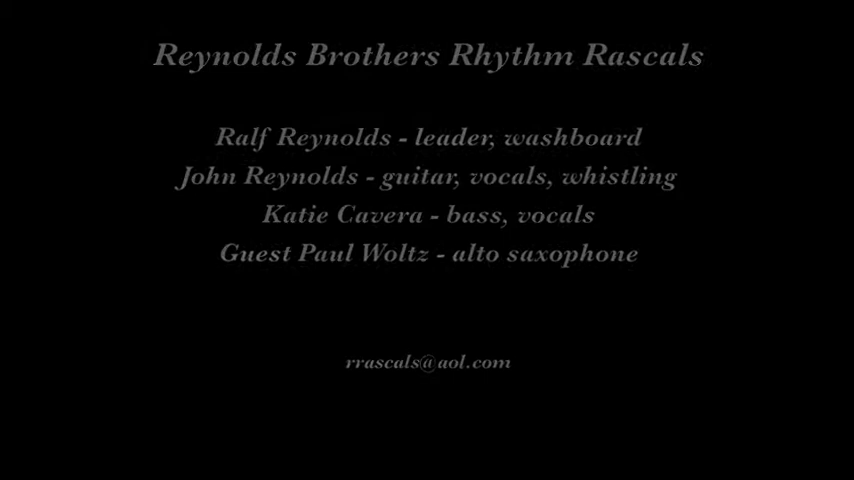 Reynolds Brothers Rhythm Rascals
Ralf Reynolds - leader, washboard
John Reynolds - guitar, vocals, whistling
Katie Cavera - bass, vocals
Guest Paul Woltz - alto saxophone
rrascals@aol.com